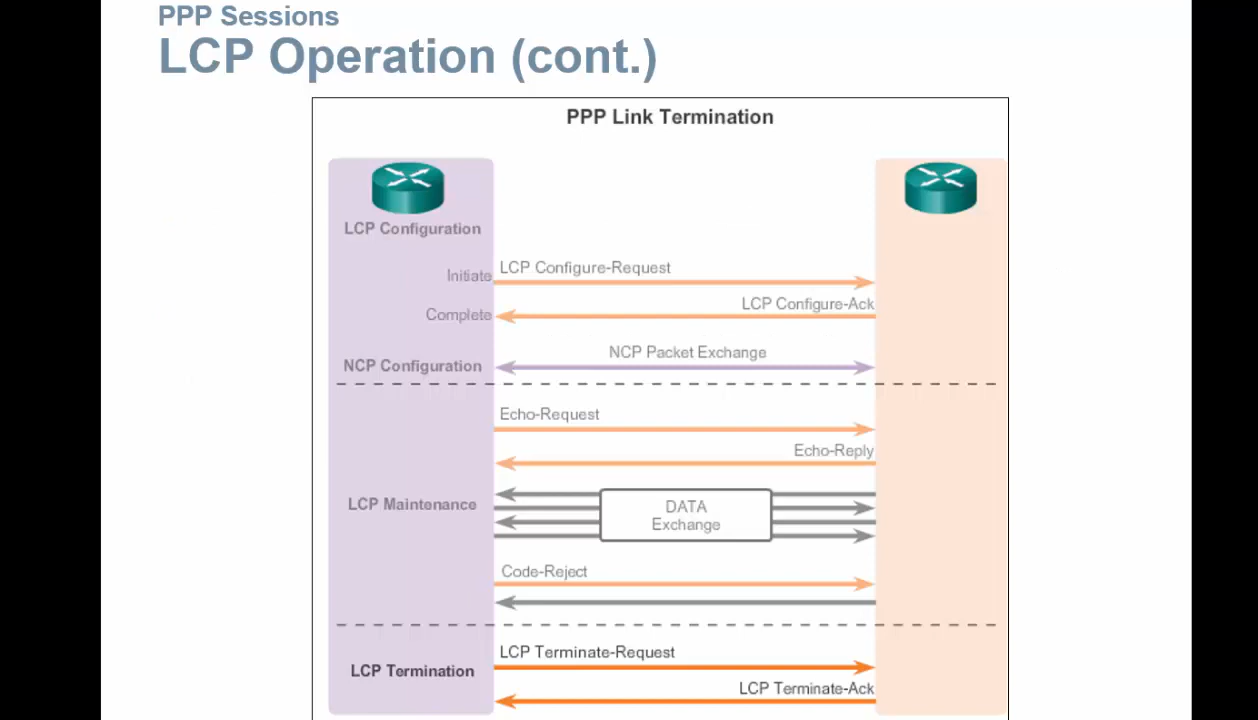 PPP Sessions
LCP Operation (cont.)
PPP Link Termination
LCP Configuration
Initiate
LCP Configure-Request
LCP Configure-Ack
Complete
NCP Packet Exchange
NCP Configuration
Echo-Request
Echo-Reply
LCP Maintenance
DATA
Exchange
Code-Reject
LCP Terminate-Request
LCP Termination
LCP Terminate-Ack